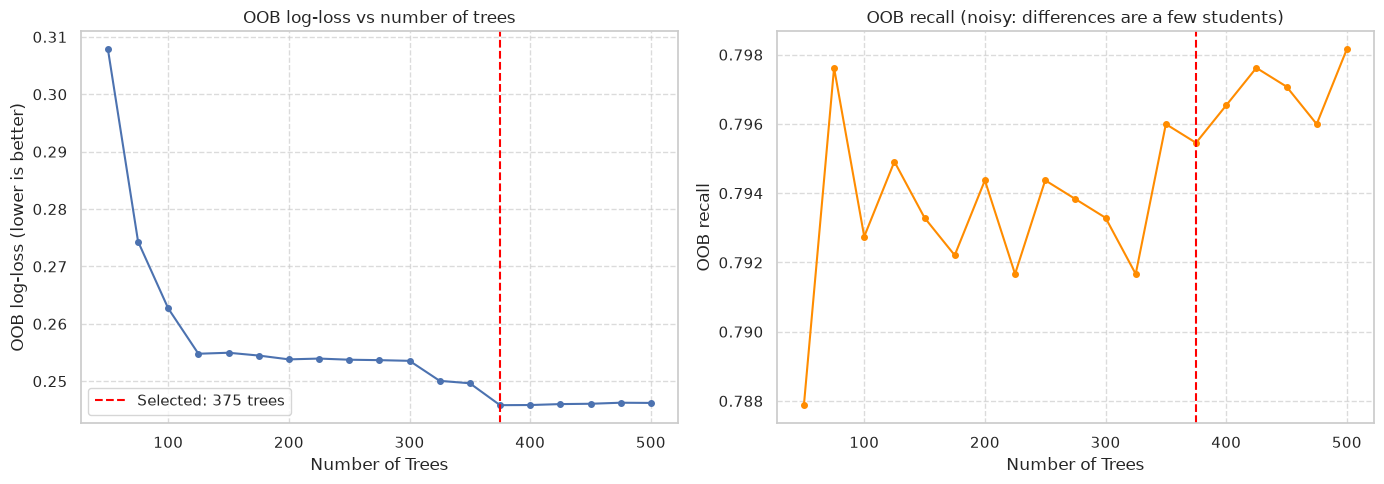 OOB log-loss vs number of trees
OOB log-loss (lower is better)
0.31
0.30
0.29
0.28
0.27
0.26
0.25
Selected: 375 trees
100 200 300 400 500
Number of Trees
OOB recall (noisy: differences are a few students)
OOB recall
0.798
0.796
0.794
0.792
0.790
0.788
100 200 300 400 500
Number of Trees